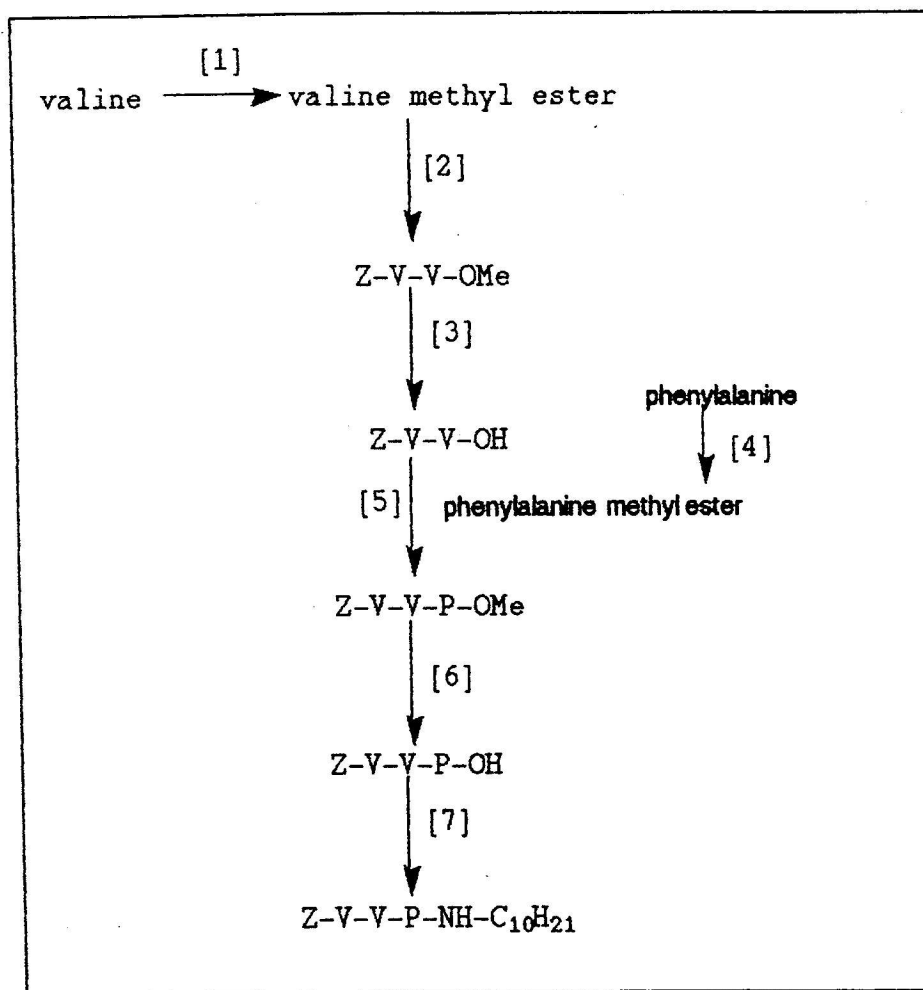 [1]
valine valine methyl ester
[2]
Z-V-V-OMe
[3]
phenylalanine
Z-V-V-OH
[4]
[5]
phenylalanine methyl ester
Z-V-V-P-OMe
[6]
Z-V-V-P-OH
[7]
Z-V-V-P-NH-C₁₀H₂₁